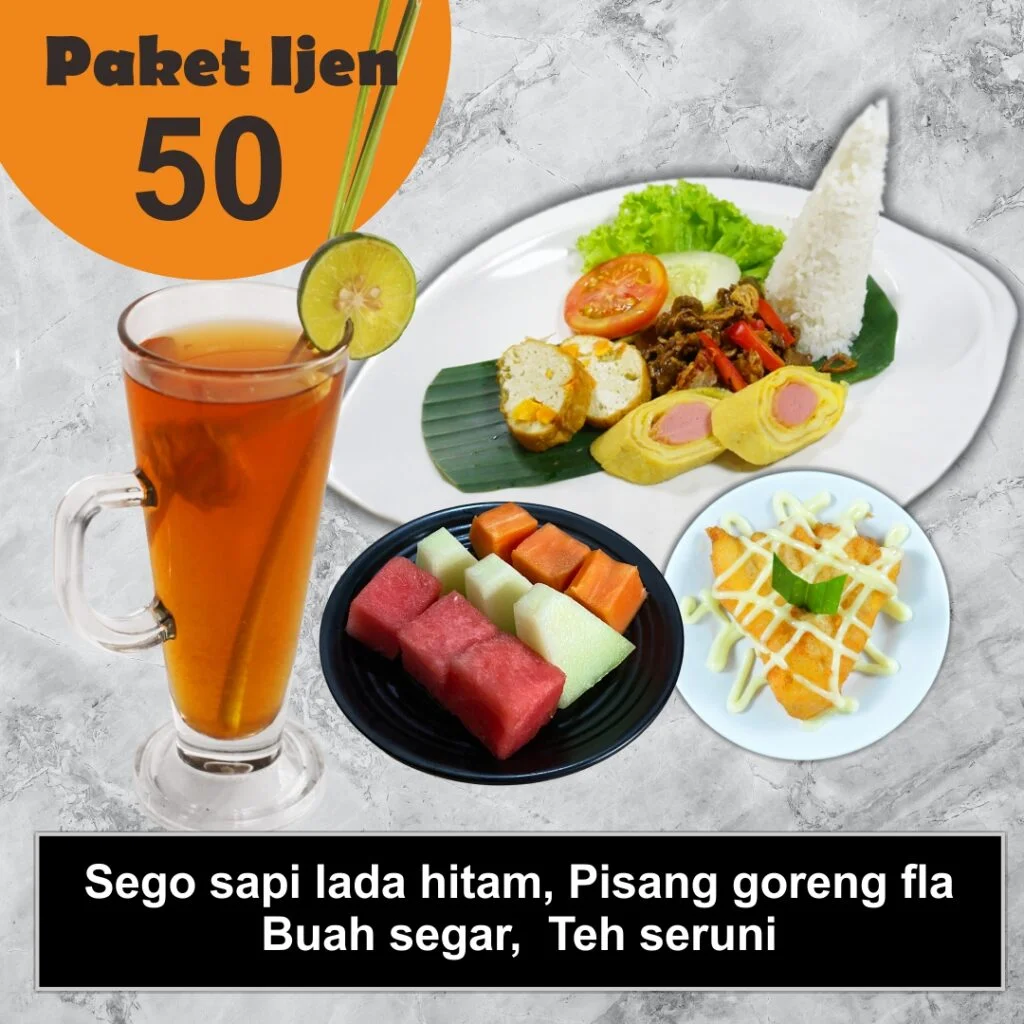 Paket Ijen
50
Sego sapi lada hitam, Pisang goreng fla
Buah segar, Teh seruni